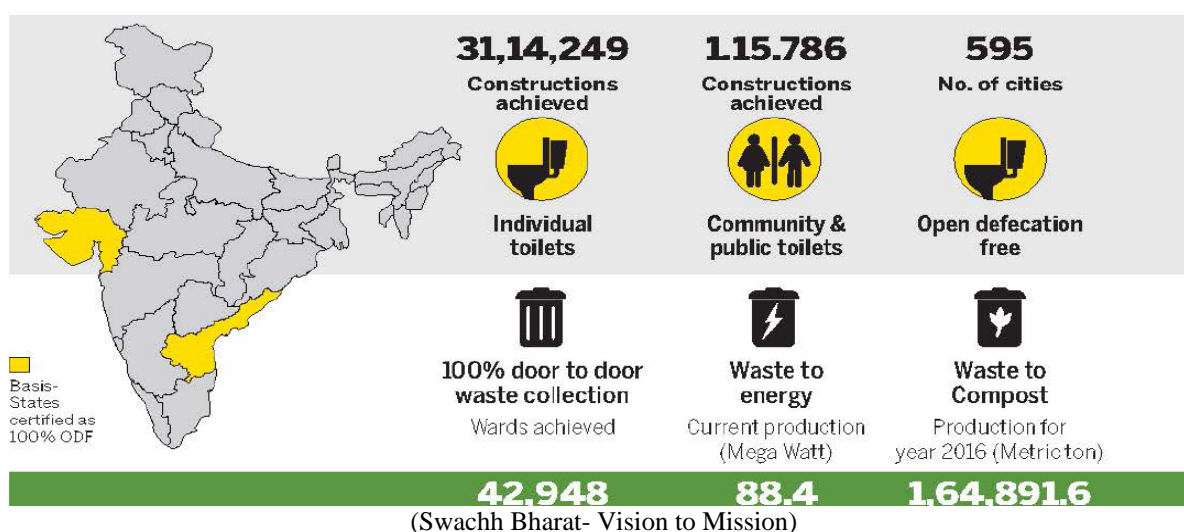 31,14,249
Constructions
achieved
Individual
toilets
1.15.786
Constructions
achieved
Community &
public toilets
595
No. of cities
Open defecation
free
Basis-
States
certified as
100% ODF
100% door to door
waste collection
Wards achieved
42,948
Waste to
energy
Current production
(Mega Watt)
88.4
Waste to
Compost
Production for
year 2016 (Metric ton)
1,64,891.6
(Swachh Bharat- Vision to Mission)